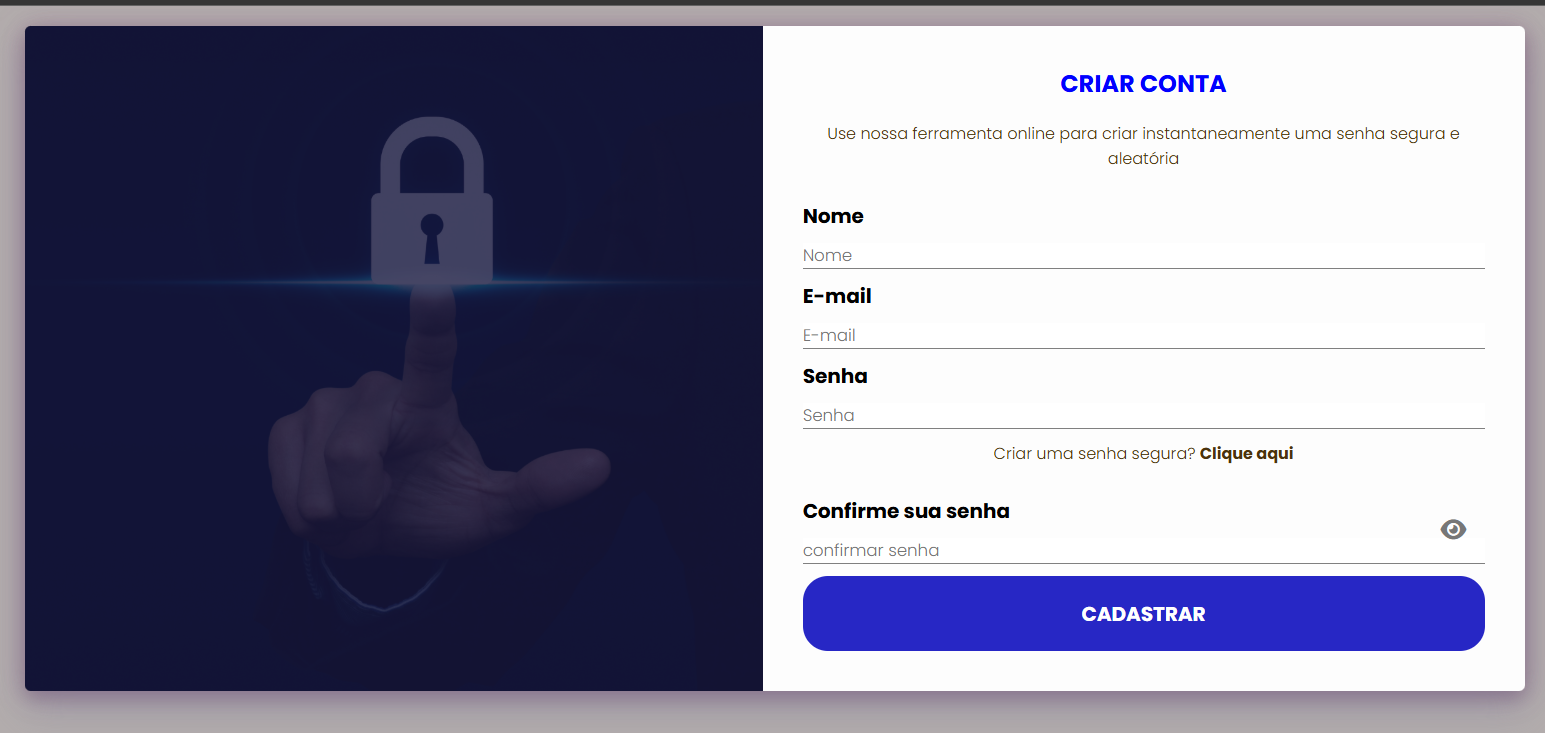 CRIAR CONTA
Use nossa ferramenta online para criar instantaneamente uma senha segura e
aleatória
Nome
Nome
E-mail
E-mail
Senha
Senha
Criar uma senha segura? Clique aqui
Confirme sua senha
confirmar senha
CADASTRAR